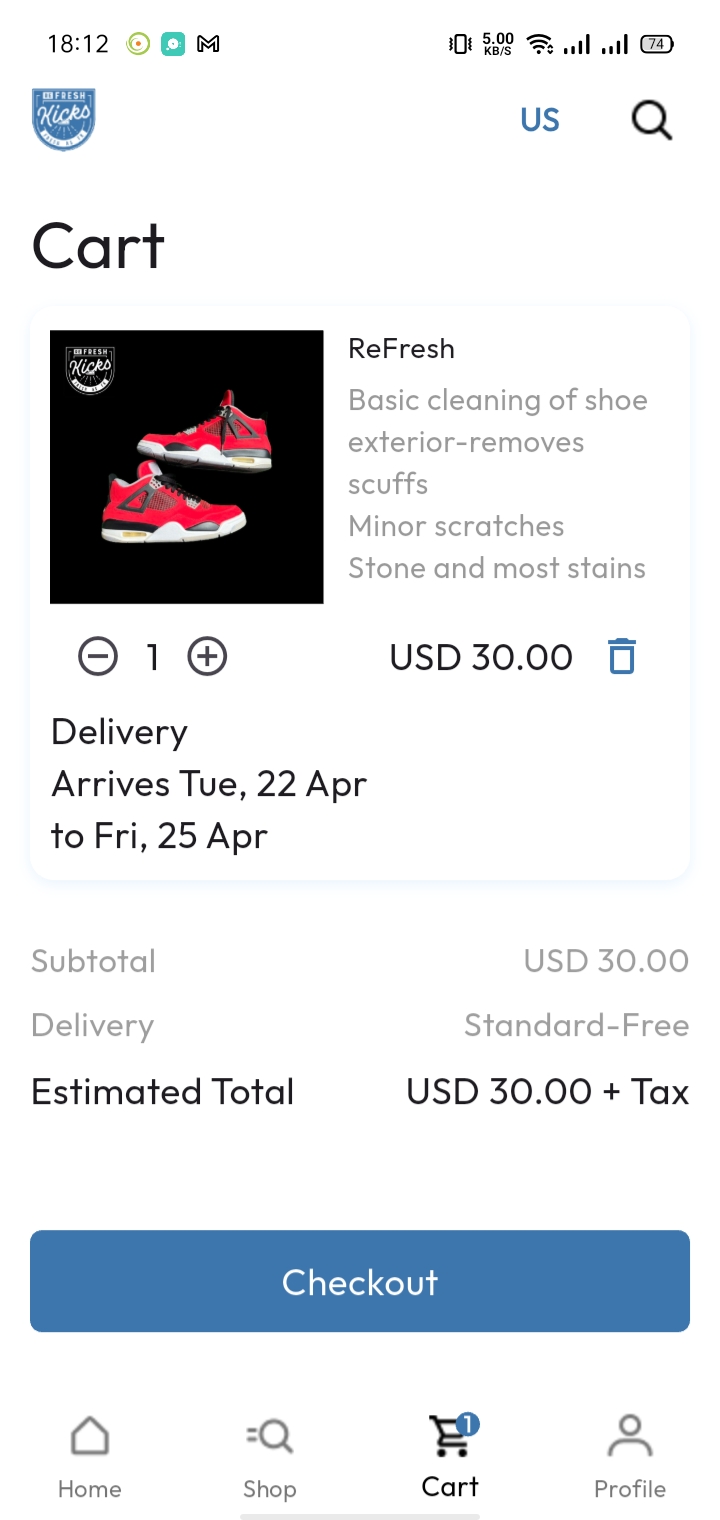 18:12
5.00
KB/S
74
FRESH
Kicks
US
Cart
FRESH
Kicks
ReFresh
Basic cleaning of shoe
exterior-removes
scuffs
Minor scratches
Stone and most stains
1
USD 30.00
Delivery
Arrives Tue, 22 Apr
to Fri, 25 Apr
Subtotal
USD 30.00
Delivery
Standard-Free
Estimated Total
USD 30.00 + Tax
Checkout
1
Home
Shop
Cart
Profile